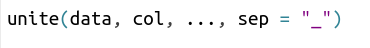 unite(data, col, ..., sep = "_")